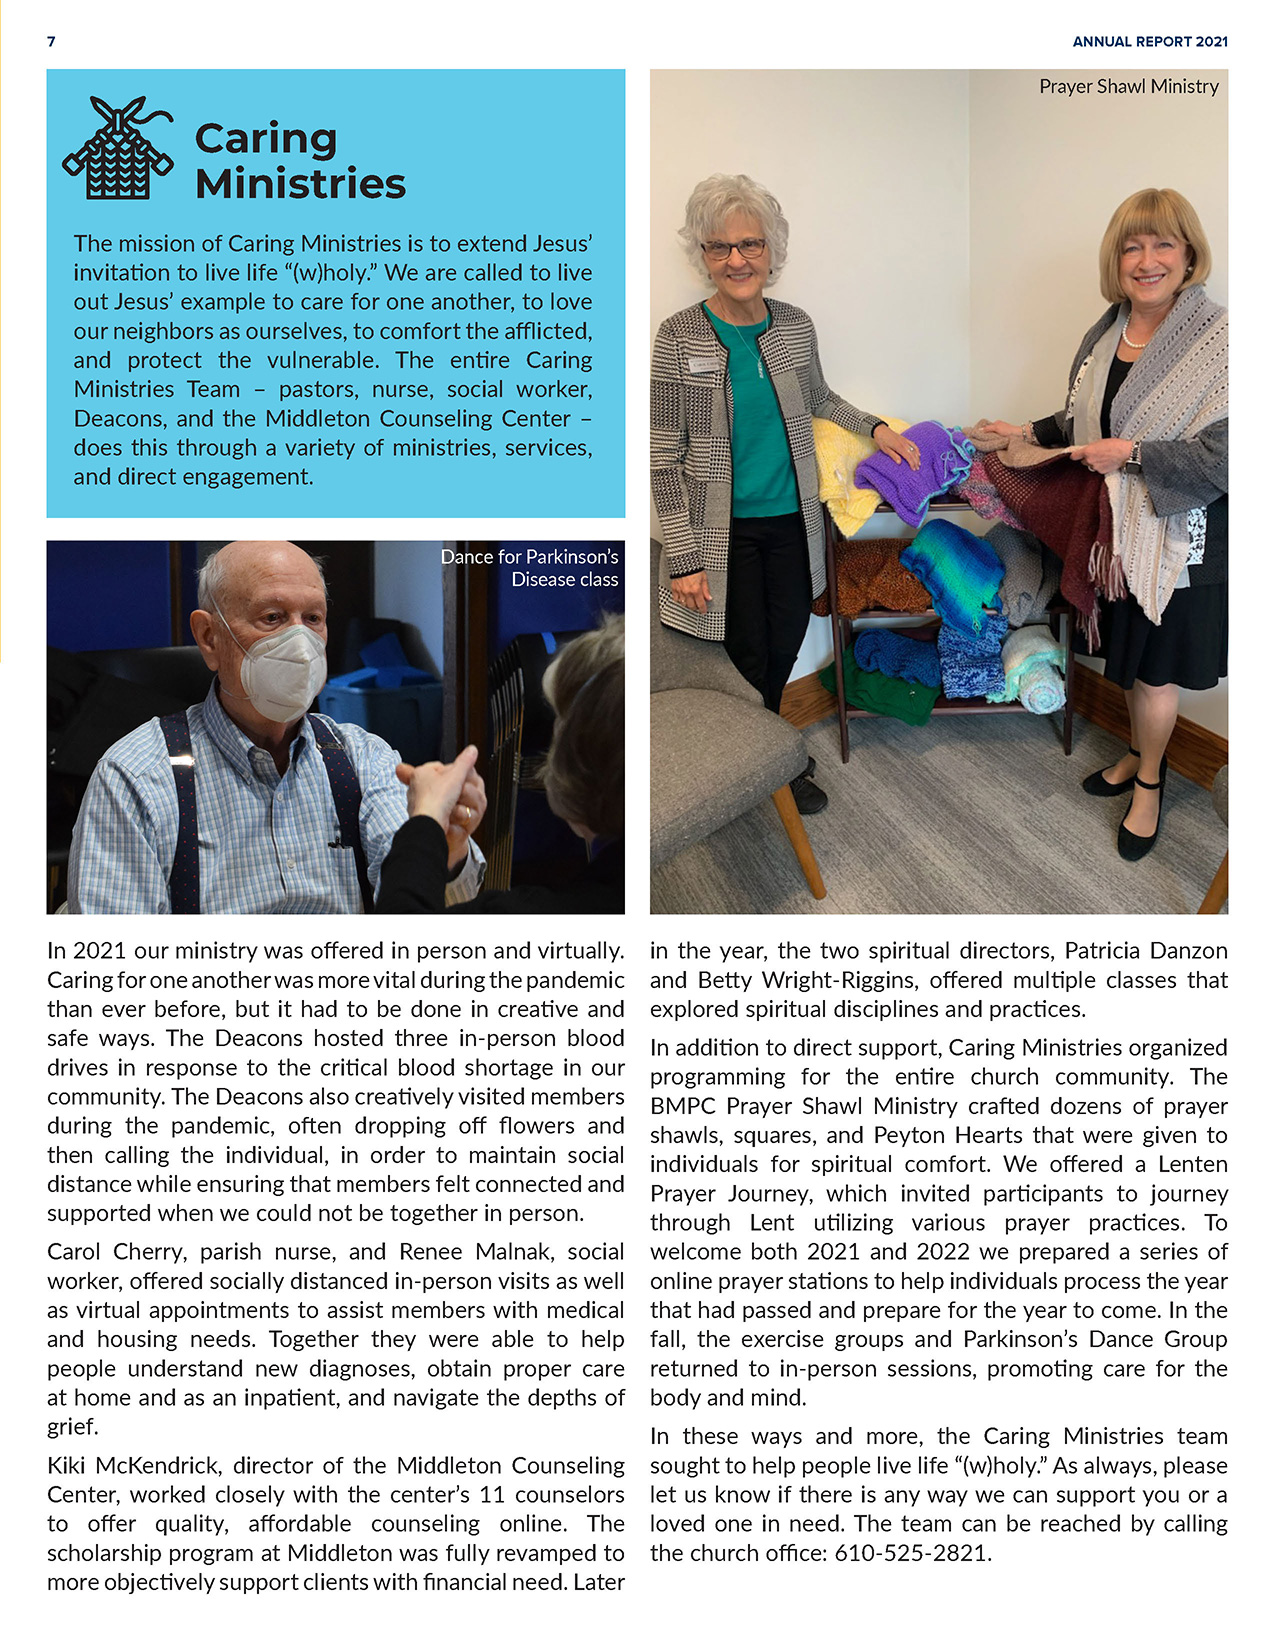 7
ANNUAL REPORT 2021
Caring
Ministries
The mission of Caring Ministries is to extend Jesus’
invitation to live life “(w)holy.” We are called to live
out Jesus’ example to care for one another, to love
our neighbors as ourselves, to comfort the afflicted,
and protect the vulnerable. The entire Caring
Ministries Team – pastors, nurse, social worker,
Deacons, and the Middleton Counseling Center –
does this through a variety of ministries, services,
and direct engagement.
Dance for Parkinson’s
Disease class
Prayer Shawl Ministry
In 2021 our ministry was offered in person and virtually.
Caring for one another was more vital during the pandemic
than ever before, but it had to be done in creative and
safe ways. The Deacons hosted three in-person blood
drives in response to the critical blood shortage in our
community. The Deacons also creatively visited members
during the pandemic, often dropping off flowers and
then calling the individual, in order to maintain social
distance while ensuring that members felt connected and
supported when we could not be together in person.
Carol Cherry, parish nurse, and Renee Malnak, social
worker, offered socially distanced in-person visits as well
as virtual appointments to assist members with medical
and housing needs. Together they were able to help
people understand new diagnoses, obtain proper care
at home and as an inpatient, and navigate the depths of
grief.
Kiki McKendrick, director of the Middleton Counseling
Center, worked closely with the center’s 11 counselors
to offer quality, affordable counseling online. The
scholarship program at Middleton was fully revamped to
more objectively support clients with financial need. Later
in the year, the two spiritual directors, Patricia Danzon
and Betty Wright-Riggins, offered multiple classes that
explored spiritual disciplines and practices.
In addition to direct support, Caring Ministries organized
programming for the entire church community. The
BMPC Prayer Shawl Ministry crafted dozens of prayer
shawls, squares, and Peyton Hearts that were given to
individuals for spiritual comfort. We offered a Lenten
Prayer Journey, which invited participants to journey
through Lent utilizing various prayer practices. To
welcome both 2021 and 2022 we prepared a series of
online prayer stations to help individuals process the year
that had passed and prepare for the year to come. In the
fall, the exercise groups and Parkinson’s Dance Group
returned to in-person sessions, promoting care for the
body and mind.
In these ways and more, the Caring Ministries team
sought to help people live life “(w)holy.” As always, please
let us know if there is any way we can support you or a
loved one in need. The team can be reached by calling
the church office: 610-525-2821.